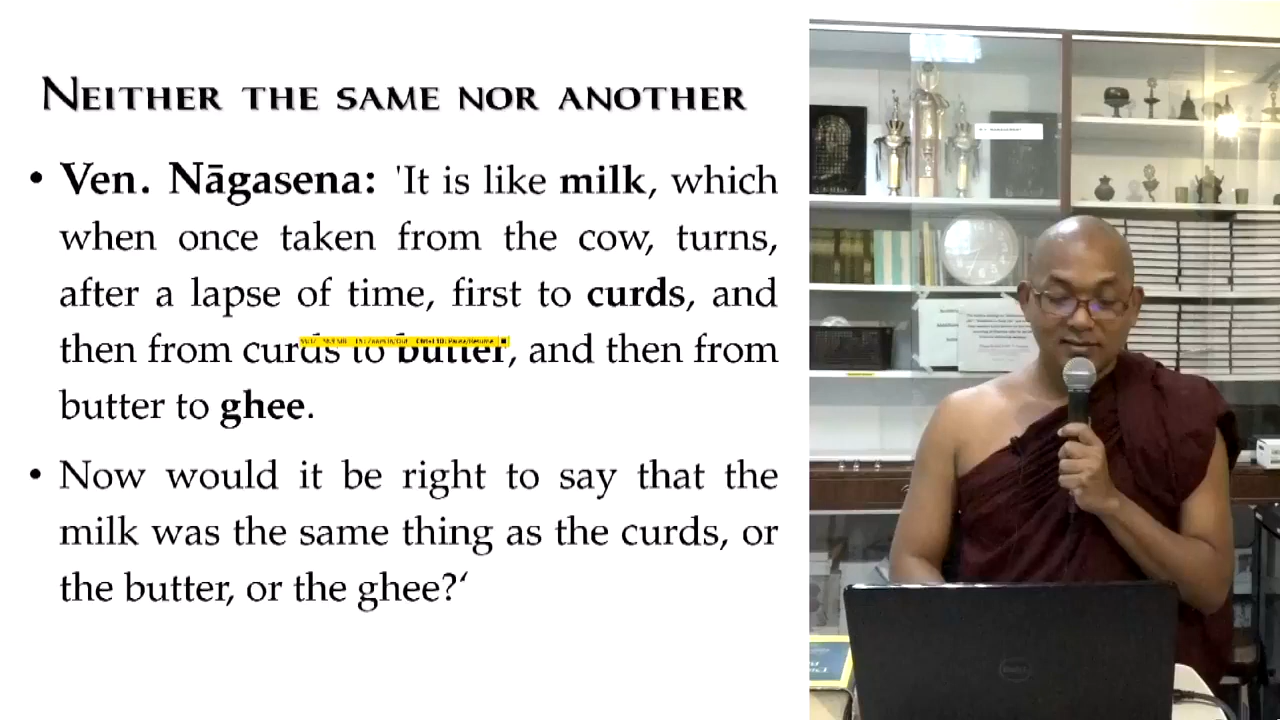 NEITHER THE SAME NOR ANOTHER
• Ven. Nāgasena: 'It is like milk, which
when once taken from the cow, turns,
after a lapse of time, first to curds, and
then from curds to butter, and then from
butter to ghee.
• Now would it be right to say that the
milk was the same thing as the curds, or
the butter, or the ghee?‘
DELL